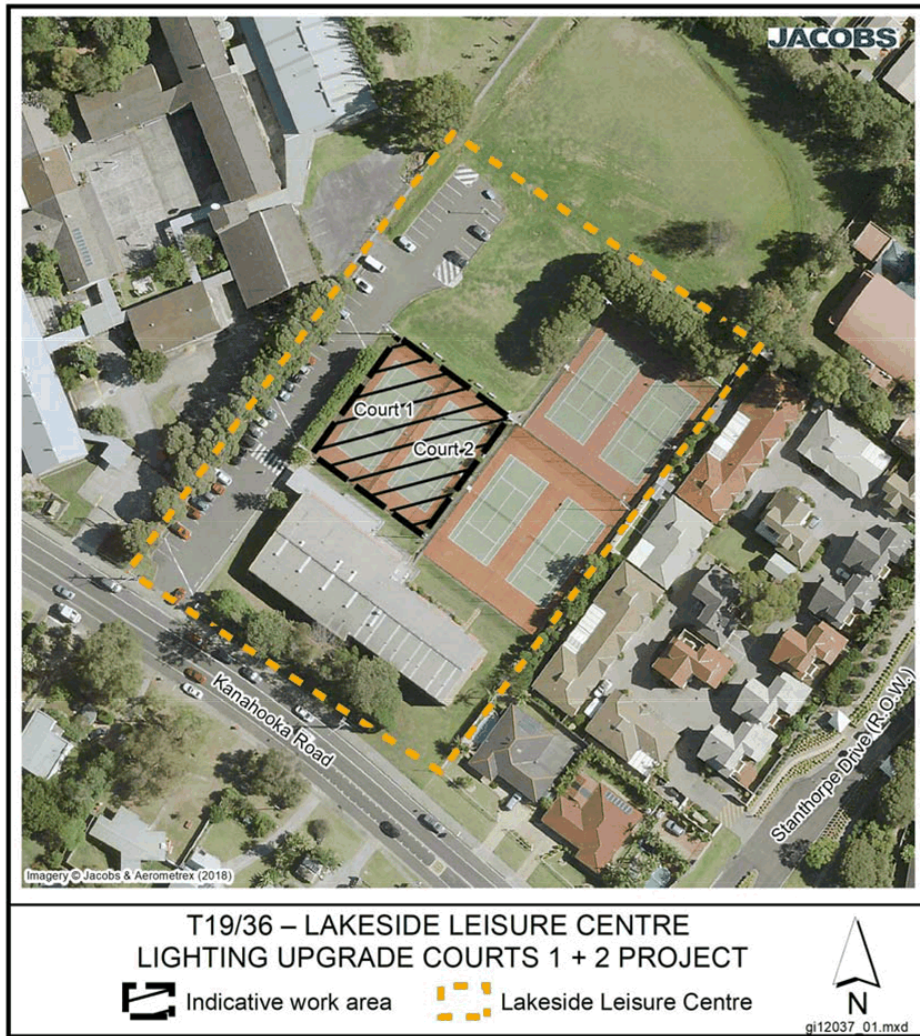 JACOBS
Court 1
Court 2
Kanahooka Road
Stanthorpe Drive (R.O.W.)
Imagery © Jacobs & Aerometrex (2018)
T19/36 – LAKESIDE LEISURE CENTRE
LIGHTING UPGRADE COURTS 1 + 2 PROJECT
Indicative work area
Lakeside Leisure Centre
N
gi12037_01.mxd